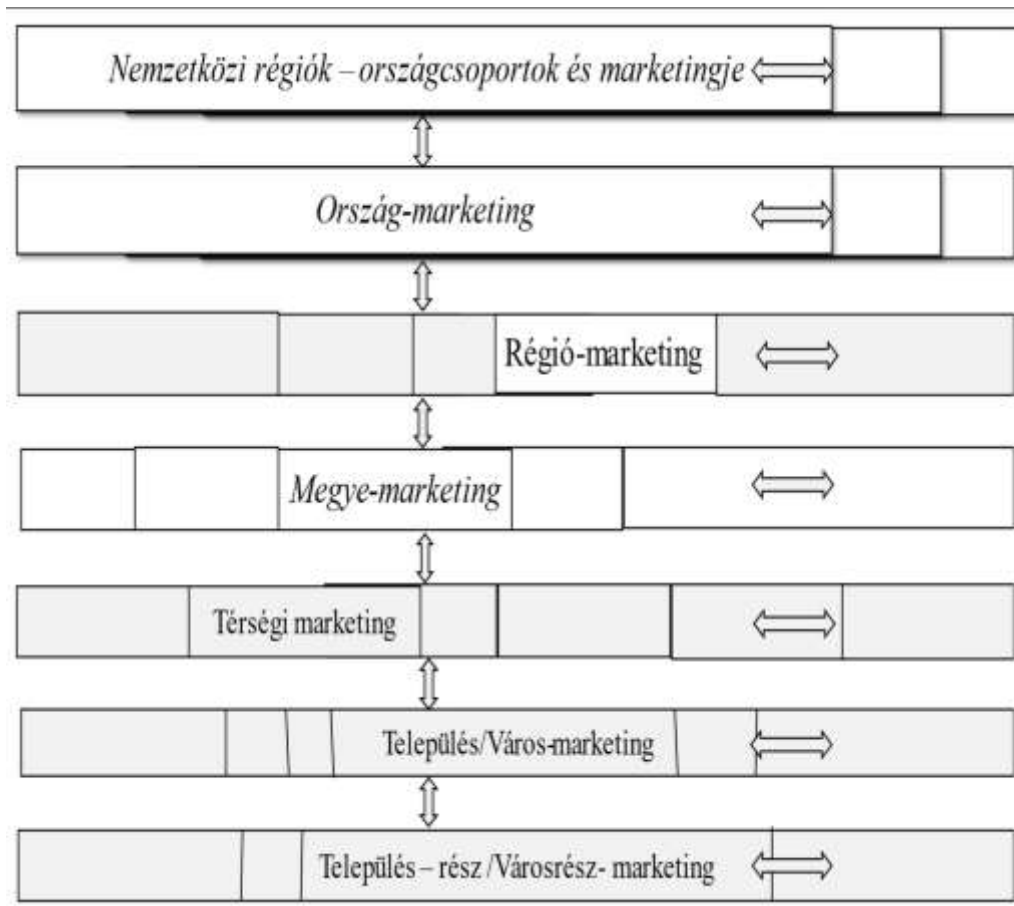 Nemzetközi régiók – országcsoportok és marketingje
Ország-marketing
Régió-marketing
Megye-marketing
Térségi marketing
Település/Város-marketing
Település – rész /Városrész- marketing